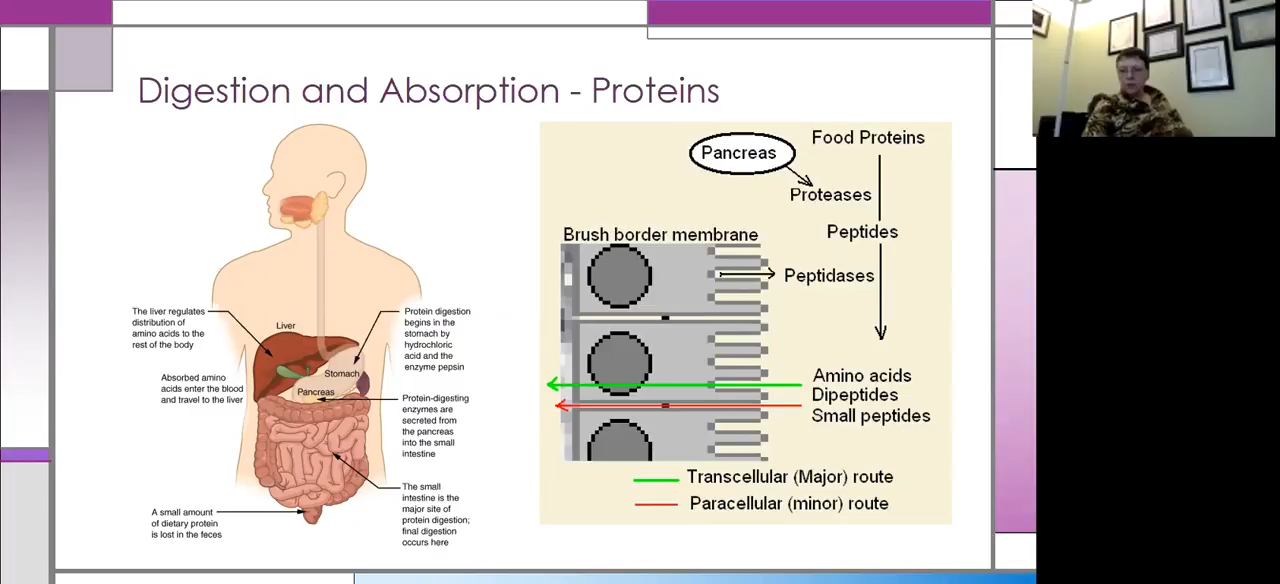 Digestion and Absorption - Proteins
The liver regulates
distribution of
amino acids to the
rest of the body
Liver
Protein digestion
begins in the
stomach by
hydrochloric
acid and the
enzyme pepsin
Absorbed amino
acids enter the blood
and travel to the liver
Stomach
Pancreas
Protein-digesting
enzymes are
secreted from
the pancreas
into the small
intestine
A small amount
of dietary protein
is lost in the feces
The small
intestine is the
major site of
protein digestion;
final digestion
occurs here
Pancreas
Food Proteins
Proteases
Brush border membrane
Peptides
Peptidases
Amino acids
Dipeptides
Small peptides
Transcellular (Major) route
Paracellular (minor) route